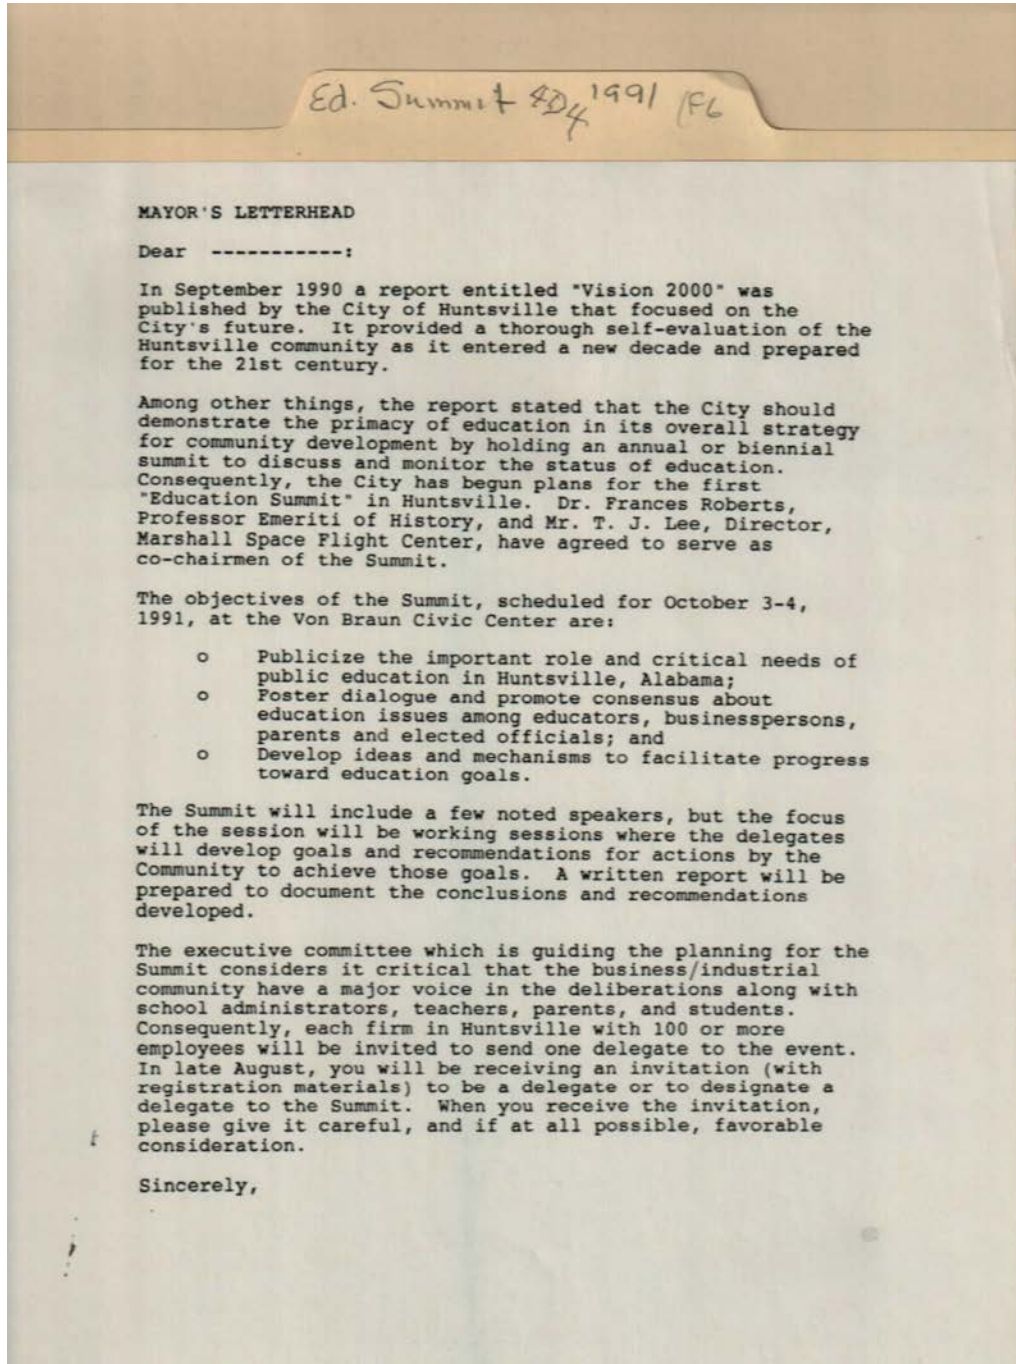 Ed. Summit 4D4 1991 (F6
MAYOR'S LETTERHEAD
Dear -----------:
In September 1990 a report entitled "Vision 2000" was
published by the City of Huntsville that focused on the
City's future. It provided a thorough self-evaluation of the
Huntsville community as it entered a new decade and prepared
for the 21st century.
Among other things, the report stated that the City should
demonstrate the primacy of education in its overall strategy
for community development by holding an annual or biennial
summit to discuss and monitor the status of education.
Consequently, the City has begun plans for the first
"Education Summit" in Huntsville. Dr. Frances Roberts,
Professor Emeriti of History, and Mr. T. J. Lee, Director,
Marshall Space Flight Center, have agreed to serve as
co-chairmen of the Summit.
The objectives of the Summit, scheduled for October 3-4,
1991, at the Von Braun Civic Center are:
o Publicize the important role and critical needs of
public education in Huntsville, Alabama;
o Foster dialogue and promote consensus about
education issues among educators, businesspersons,
parents and elected officials; and
o Develop ideas and mechanisms to facilitate progress
toward education goals.
The Summit will include a few noted speakers, but the focus
of the session will be working sessions where the delegates
will develop goals and recommendations for actions by the
Community to achieve those goals. A written report will be
prepared to document the conclusions and recommendations
developed.
The executive committee which is guiding the planning for the
Summit considers it critical that the business/industrial
community have a major voice in the deliberations along with
school administrators, teachers, parents, and students.
Consequently, each firm in Huntsville with 100 or more
employees will be invited to send one delegate to the event.
In late August, you will be receiving an invitation (with
registration materials) to be a delegate or to designate a
delegate to the Summit. When you receive the invitation,
please give it careful, and if at all possible, favorable
consideration.
Sincerely,